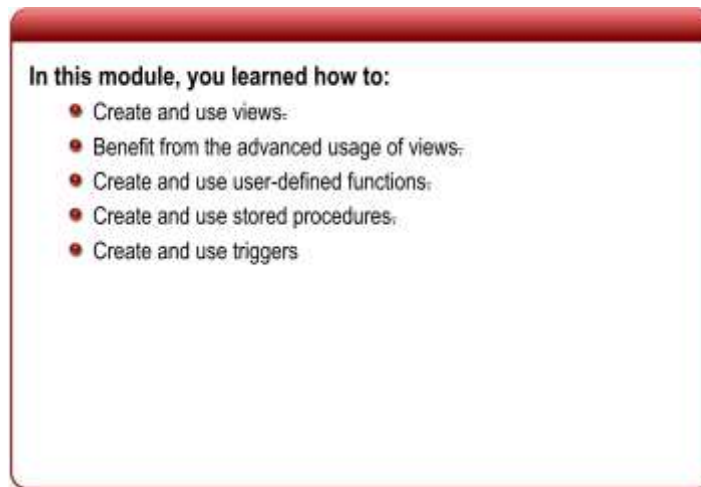 In this module, you learned how to:
Create and use views.
Benefit from the advanced usage of views.
Create and use user-defined functions.
Create and use stored procedures.
Create and use triggers